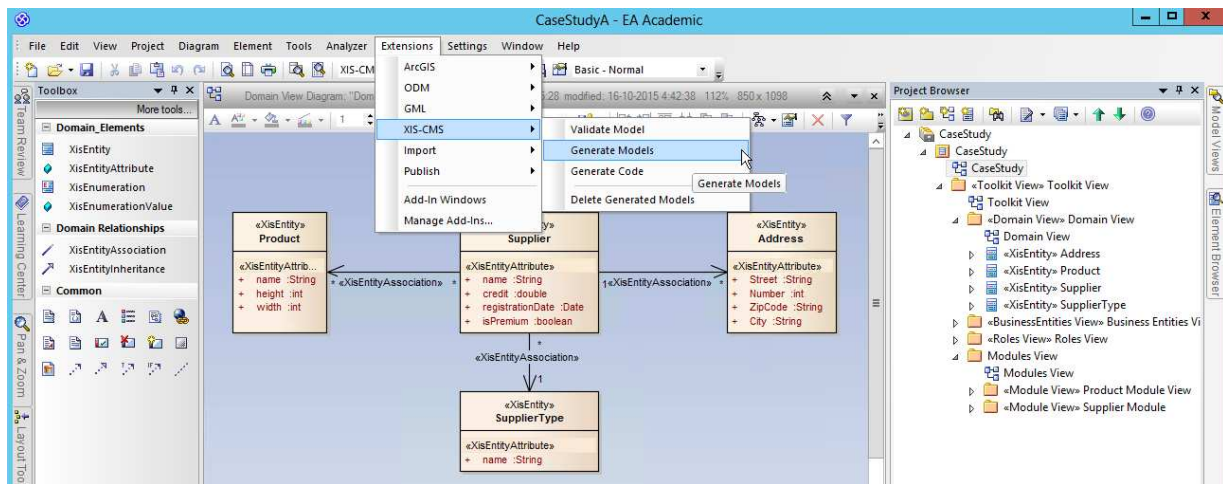 CaseStudyA - EA Academic
File Edit View Project Diagram Element Tools Analyzer Extensions Settings Window Help
XIS-CM
Basic - Normal
Toolbox
More tools...
Domain_Elements
XisEntity
XisEntityAttribute
XisEnumeration
XisEnumerationValue
Domain Relationships
XisEntityAssociation
XisEntityInheritance
Common
Team Review
Learning Center
Pan & Zoom
Layout Too
Domain View Diagram: "Dom
:28 modified: 16-10-2015 4:42:38 112% 850 x 1098
1
ArcGIS
ODM
GML
XIS-CMS
Import
Publish
Add-In Windows
Manage Add-Ins...
Validate Model
Generate Models
Generate Code
Delete Generated Models
Generate Models
«XisEntity»
Product
«XisEntityAttrib...
+ name :String
+ height :int
+ width :int
* «XisEntityAssociation» *
Supplier
«XisEntityAttribute»
+ name :String
+ credit :double
+ registrationDate :Date
+ isPremium :boolean
1 «XisEntityAssociation» *
«XisEntity»
Address
«XisEntityAttribute»
+ Street :String
+ Number :int
+ ZipCode :String
+ City :String
*
«XisEntityAssociation»
1
«XisEntity»
SupplierType
«XisEntityAttribute»
+ name :String
Project Browser
CaseStudy
CaseStudy
CaseStudy
«Toolkit View» Toolkit View
Toolkit View
«Domain View» Domain View
Domain View
«XisEntity» Address
«XisEntity» Product
«XisEntity» Supplier
«XisEntity» SupplierType
«BusinessEntities View» Business Entities Vi
«Roles View» Roles View
Modules View
Modules View
«Module View» Product Module View
«Module View» Supplier Module
Model Views
Element Browser